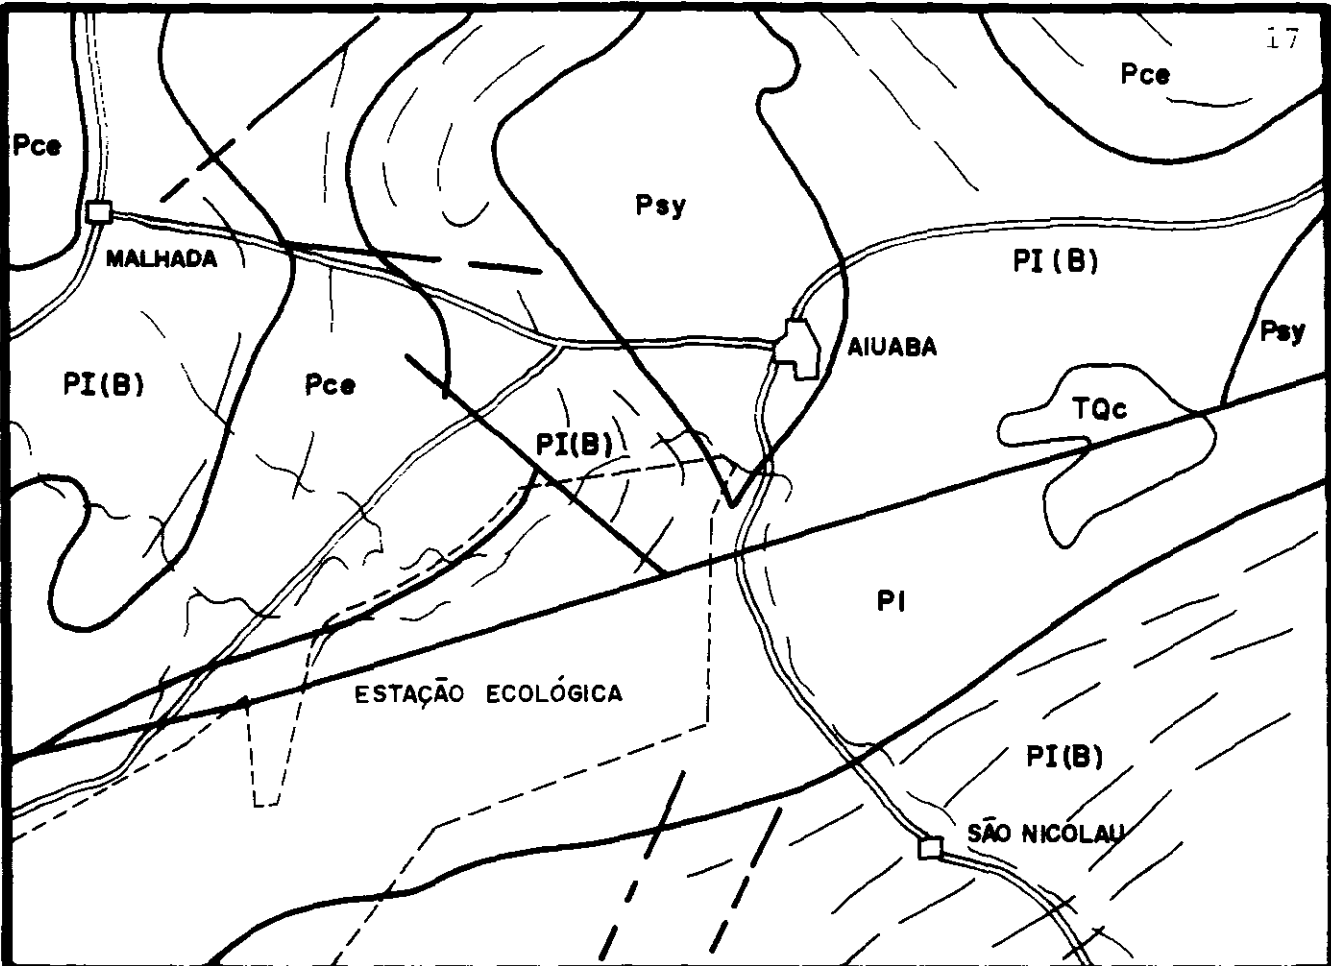 17
Pce
Pce
Psy
MALHADA
PI(B)
Psy
AIUABA
PI(B)
Pce
TQc
PI(B)
PI
ESTAÇÃO ECOLÓGICA
PI(B)
SÃO NICOLAU